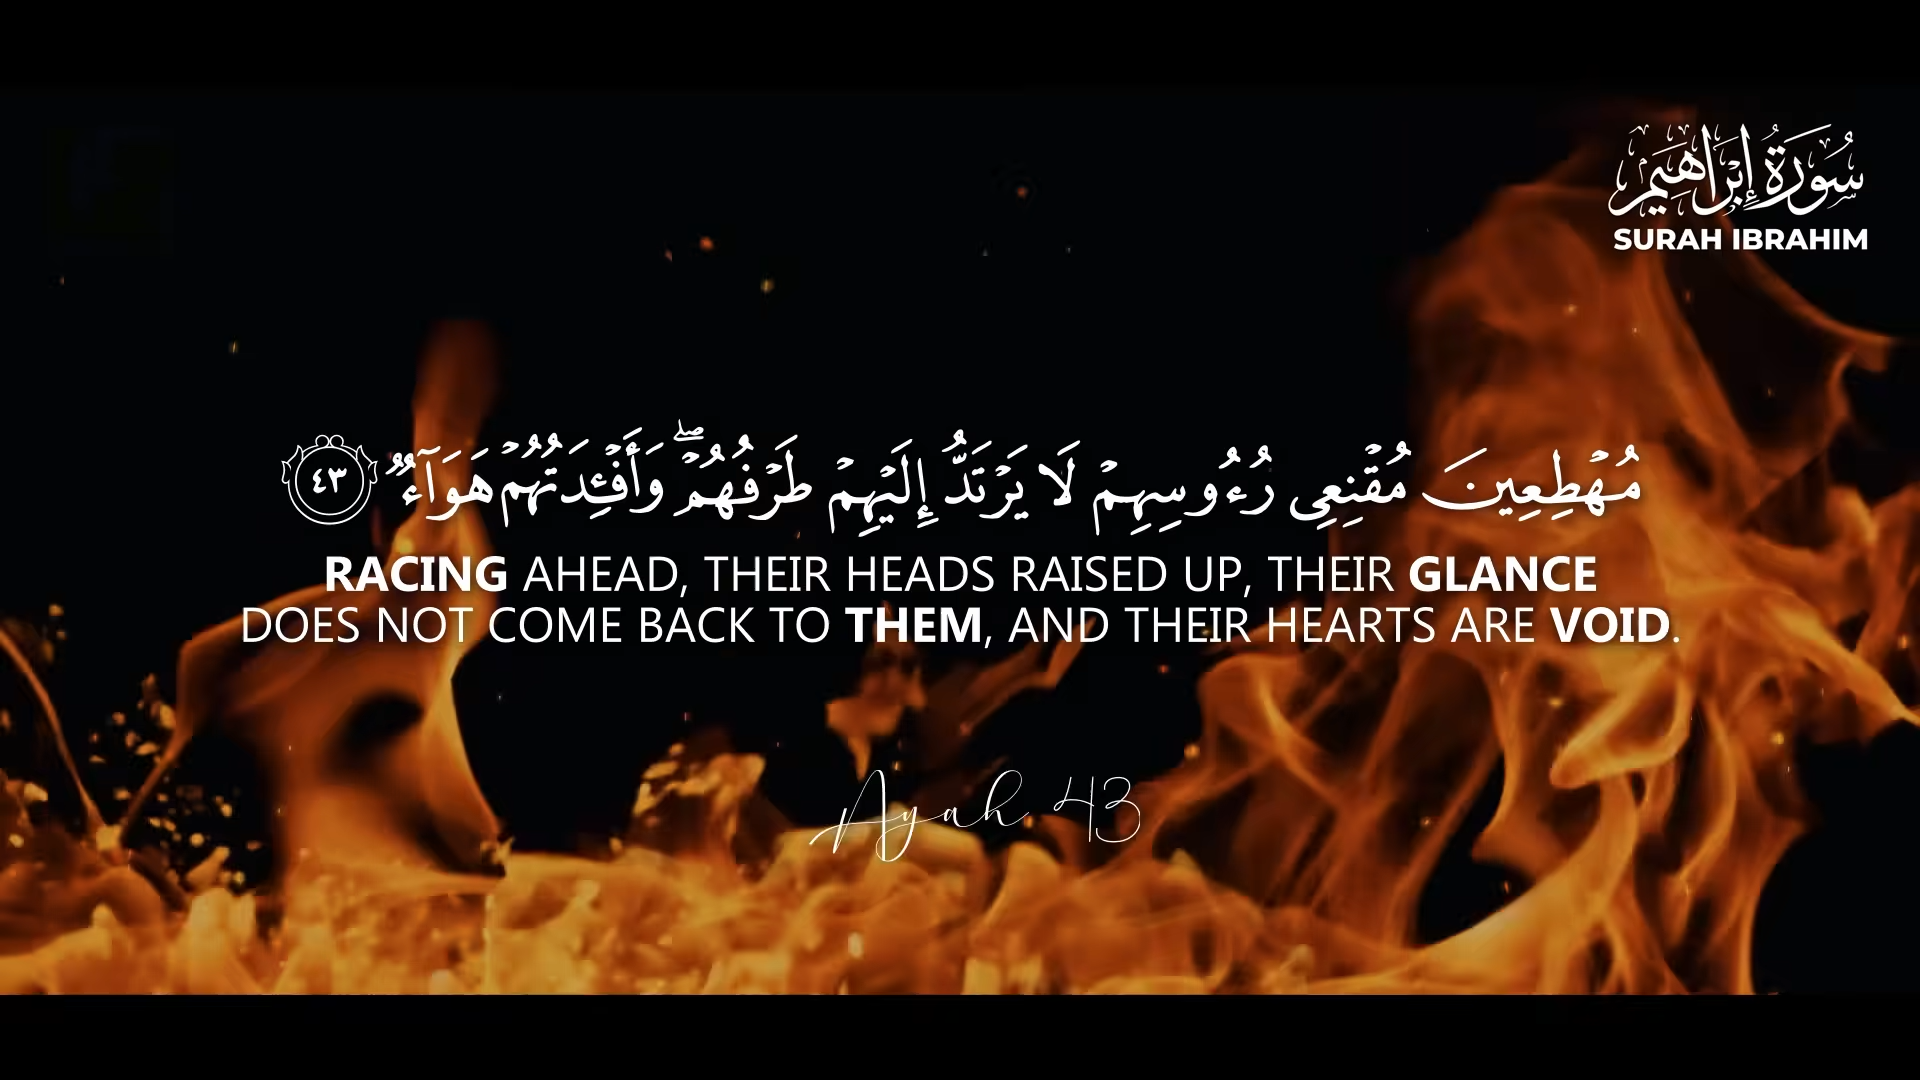 سُورَةُ إِبْرَاهِيم
SURAH IBRAHIM
مُهْطِعِينَ مُقْنِعِى رُءُوسِهِمْ لَا يَرْتَدُّ إِلَيْهِمْ طَرْفُهُمْ ۖ وَأَفْـِٔدَتُهُمْ هَوَآءٌ ٤٣
RACING AHEAD, THEIR HEADS RAISED UP, THEIR GLANCE
DOES NOT COME BACK TO THEM, AND THEIR HEARTS ARE VOID.
Ayah 43